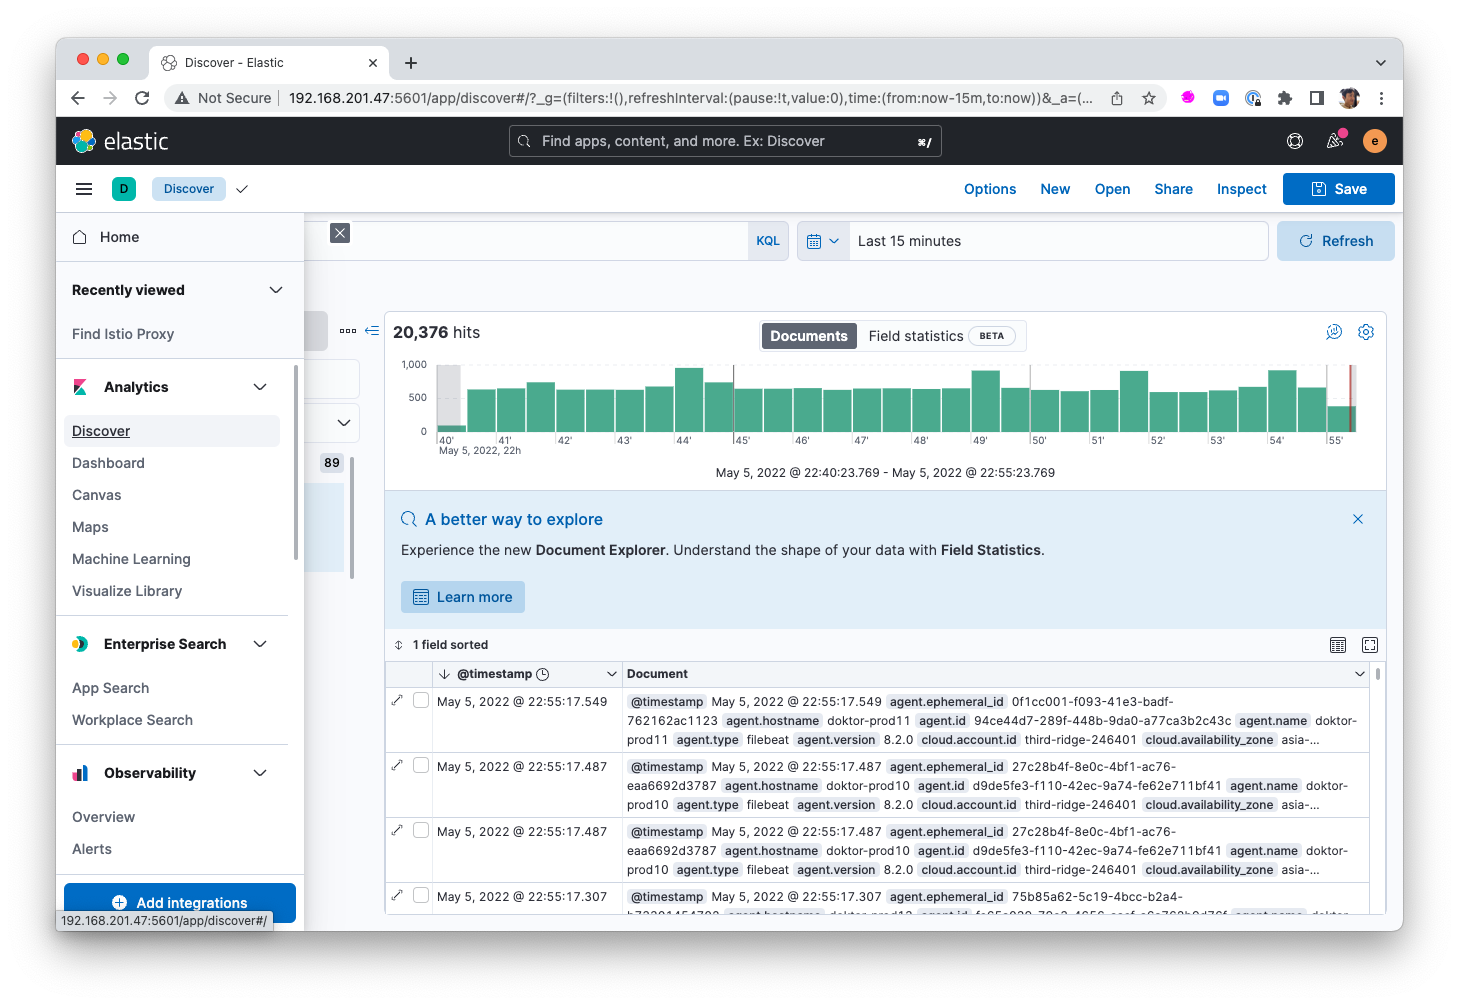 Discover - Elastic
Not Secure 192.168.201.47:5601/app/discover#/?_g=(filters:!(),refreshInterval:(pause:!t,value:0),time:(from:now-15m,to:now))&_a=(...
elastic
Find apps, content, and more. Ex: Discover ⌘/
e
D Discover Options New Open Share Inspect Save
Home
KQL Last 15 minutes Refresh
Recently viewed
Find Istio Proxy
Analytics
Discover
Dashboard
Canvas
Maps
Machine Learning
Visualize Library
Enterprise Search
App Search
Workplace Search
Observability
Overview
Alerts
Add integrations
192.168.201.47:5601/app/discover#/
89
20,376 hits Documents Field statistics BETA
1,000
500
0
40' 41' 42' 43' 44' 45' 46' 47' 48' 49' 50' 51' 52' 53' 54' 55'
May 5, 2022, 22h
May 5, 2022 @ 22:40:23.769 - May 5, 2022 @ 22:55:23.769
A better way to explore
Experience the new Document Explorer. Understand the shape of your data with Field Statistics.
Learn more
1 field sorted
@timestamp Document
May 5, 2022 @ 22:55:17.549 @timestamp May 5, 2022 @ 22:55:17.549 agent.ephemeral_id 0f1cc001-f093-41e3-badf-
762162ac1123 agent.hostname doktor-prod11 agent.id 94ce44d7-289f-448b-9da0-a77ca3b2c43c agent.name doktor-
prod11 agent.type filebeat agent.version 8.2.0 cloud.account.id third-ridge-246401 cloud.availability_zone asia-...
May 5, 2022 @ 22:55:17.487 @timestamp May 5, 2022 @ 22:55:17.487 agent.ephemeral_id 27c28b4f-8e0c-4bf1-ac76-
eaa6692d3787 agent.hostname doktor-prod10 agent.id d9de5fe3-f110-42ec-9a74-fe62e711bf41 agent.name doktor-
prod10 agent.type filebeat agent.version 8.2.0 cloud.account.id third-ridge-246401 cloud.availability_zone asia-...
May 5, 2022 @ 22:55:17.487 @timestamp May 5, 2022 @ 22:55:17.487 agent.ephemeral_id 27c28b4f-8e0c-4bf1-ac76-
eaa6692d3787 agent.hostname doktor-prod10 agent.id d9de5fe3-f110-42ec-9a74-fe62e711bf41 agent.name doktor-
prod10 agent.type filebeat agent.version 8.2.0 cloud.account.id third-ridge-246401 cloud.availability_zone asia-...
May 5, 2022 @ 22:55:17.307 @timestamp May 5, 2022 @ 22:55:17.307 agent.ephemeral_id 75b85a62-5c19-4bcc-b2a4-